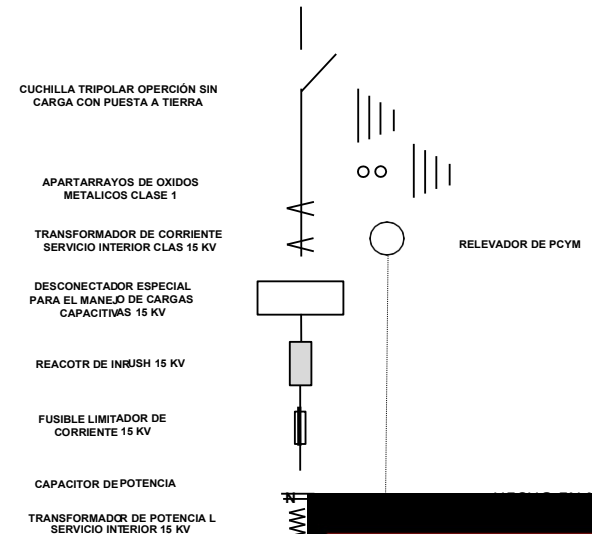 CUCHILLA TRIPOLAR OPERCIÓN SIN
CARGA CON PUESTA A TIERRA
APARTARRAYOS DE OXIDOS
METALICOS CLASE 1
TRANSFORMADOR DE CORRIENTE
SERVICIO INTERIOR CLAS 15 KV
RELEVADOR DE PCYM
DESCONECTADOR ESPECIAL
PARA EL MANEJO DE CARGAS
CAPACITIVAS 15 KV
REACOTR DE INRUSH 15 KV
FUSIBLE LIMITADOR DE
CORRIENTE 15 KV
CAPACITOR DE POTENCIA
N
TRANSFORMADOR DE POTENCIA L
SERVICIO INTERIOR 15 KV